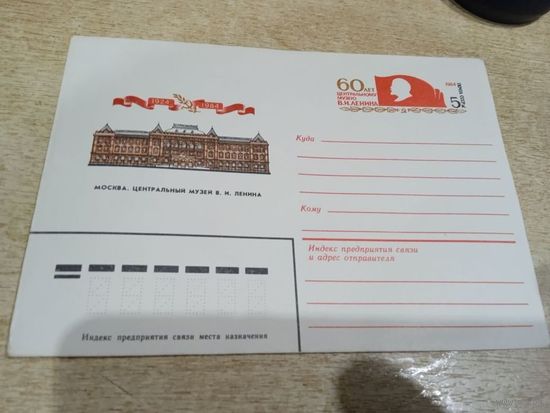 1924 1984
МОСКВА. ЦЕНТРАЛЬНЫЙ МУЗЕЙ В. И. ЛЕНИНА
60 ЛЕТ
ЦЕНТРАЛЬНОМУ
МУЗЕЮ
В.И.ЛЕНИНА
1984
5
ПОЧТА СССР
Куда
Кому
Индекс предприятия связи
и адрес отправителя
Индекс предприятия связи места назначения